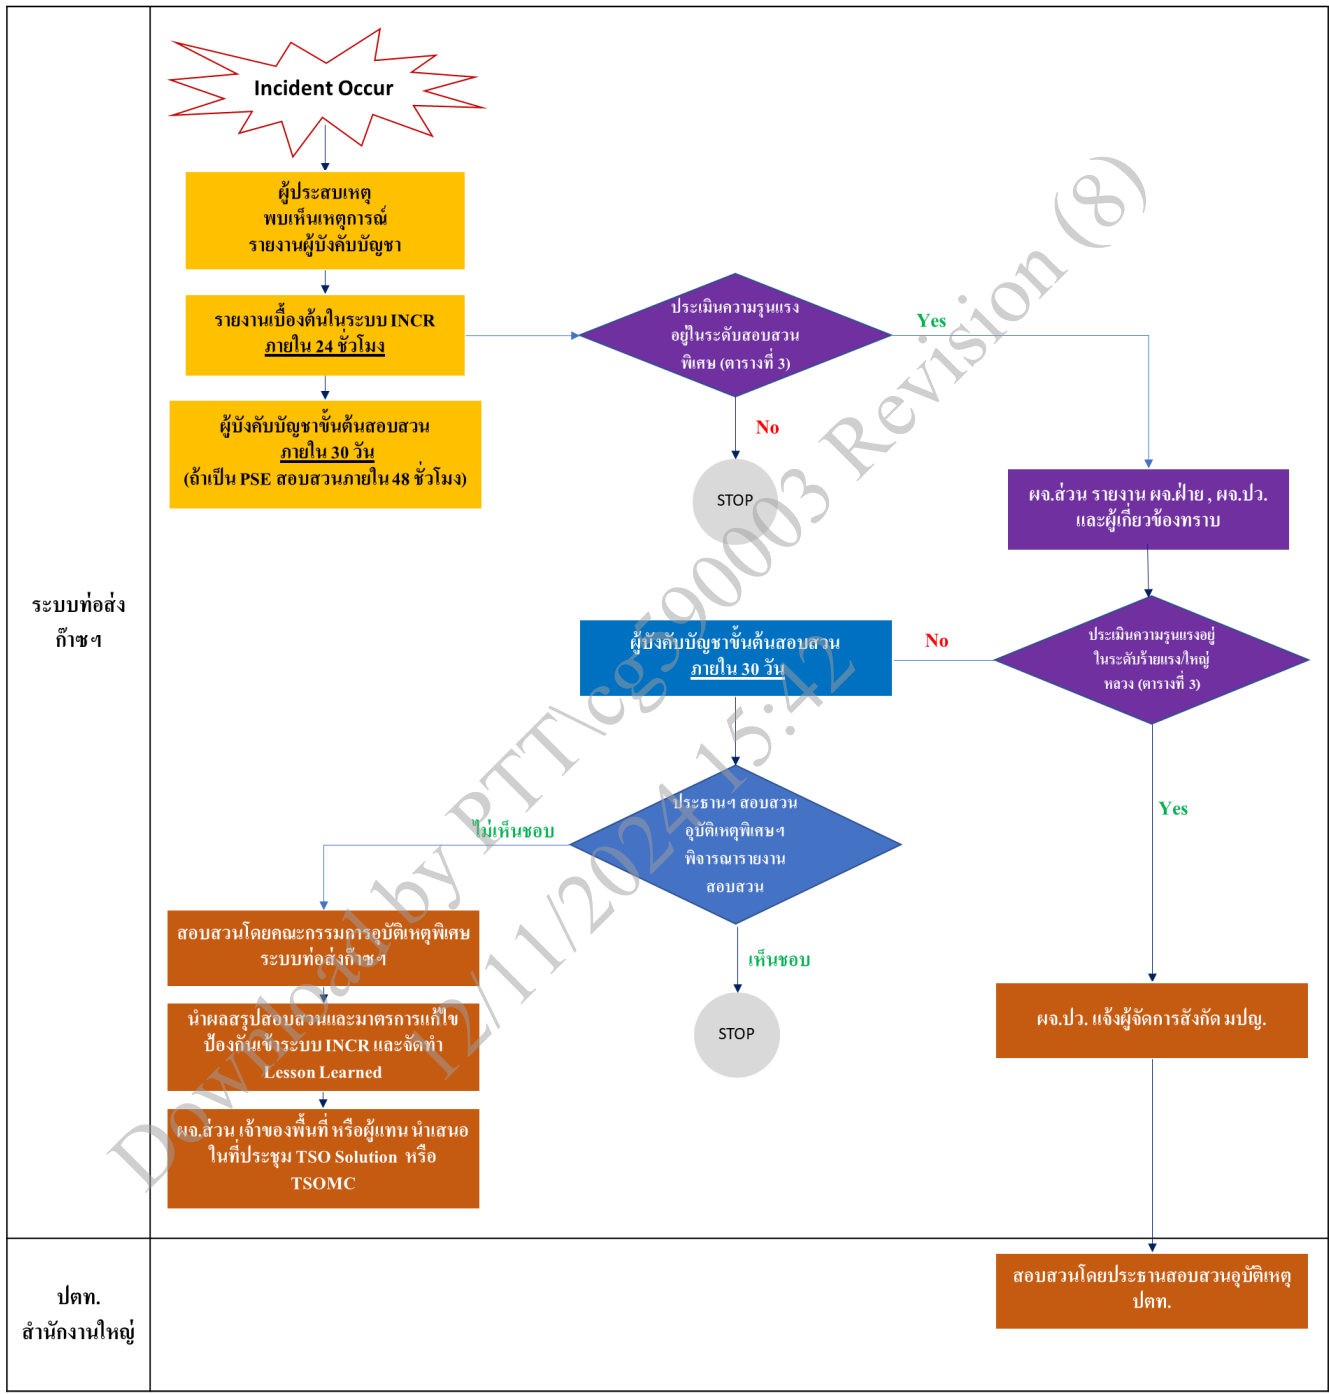 Incident Occur
ผู้ประสบเหตุ
พบเห็นเหตุการณ์
รายงานผู้บังคับบัญชา
รายงานเบื้องต้นในระบบ INCR
ภายใน 24 ชั่วโมง
ผู้บังคับบัญชาขั้นต้นสอบสวน
ภายใน 30 วัน
(ถ้าเป็น PSE สอบสวนภายใน 48 ชั่วโมง)
ประเมินความรุนแรง
อยู่ในระดับสอบสวน
พิเศษ (ตารางที่ 3)
Yes
No
STOP
ผจ.ส่วน รายงาน ผจ.ฝ่าย , ผจ.ปว.
และผู้เกี่ยวข้องทราบ
ระบบท่อส่ง
ก๊าซฯ
ประเมินความรุนแรงอยู่
ในระดับร้ายแรง/ใหญ่
หลวง (ตารางที่ 3)
No
Yes
ผู้บังคับบัญชาขั้นต้นสอบสวน
ภายใน 30 วัน
ประธานฯ สอบสวน
อุบัติเหตุพิเศษฯ
พิจารณารายงาน
สอบสวน
ไม่เห็นชอบ
เห็นชอบ
STOP
สอบสวนโดยคณะกรรมการอุบัติเหตุพิเศษ
ระบบท่อส่งก๊าซฯ
นำผลสรุปสอบสวนและมาตรการแก้ไข
ป้องกันเข้าระบบ INCR และจัดทำ
Lesson Learned
ผจ.ส่วน เจ้าของพื้นที่ หรือผู้แทน นำเสนอ
ในที่ประชุม TSO Solution หรือ
TSOMC
ผจ.ปว. แจ้งผู้จัดการสังกัด มปญ.
ปตท.
สำนักงานใหญ่
สอบสวนโดยประธานสอบสวนอุบัติเหตุ
ปตท.
Download by PTT\cg590003 Revision (8)
12/11/2024 15:42